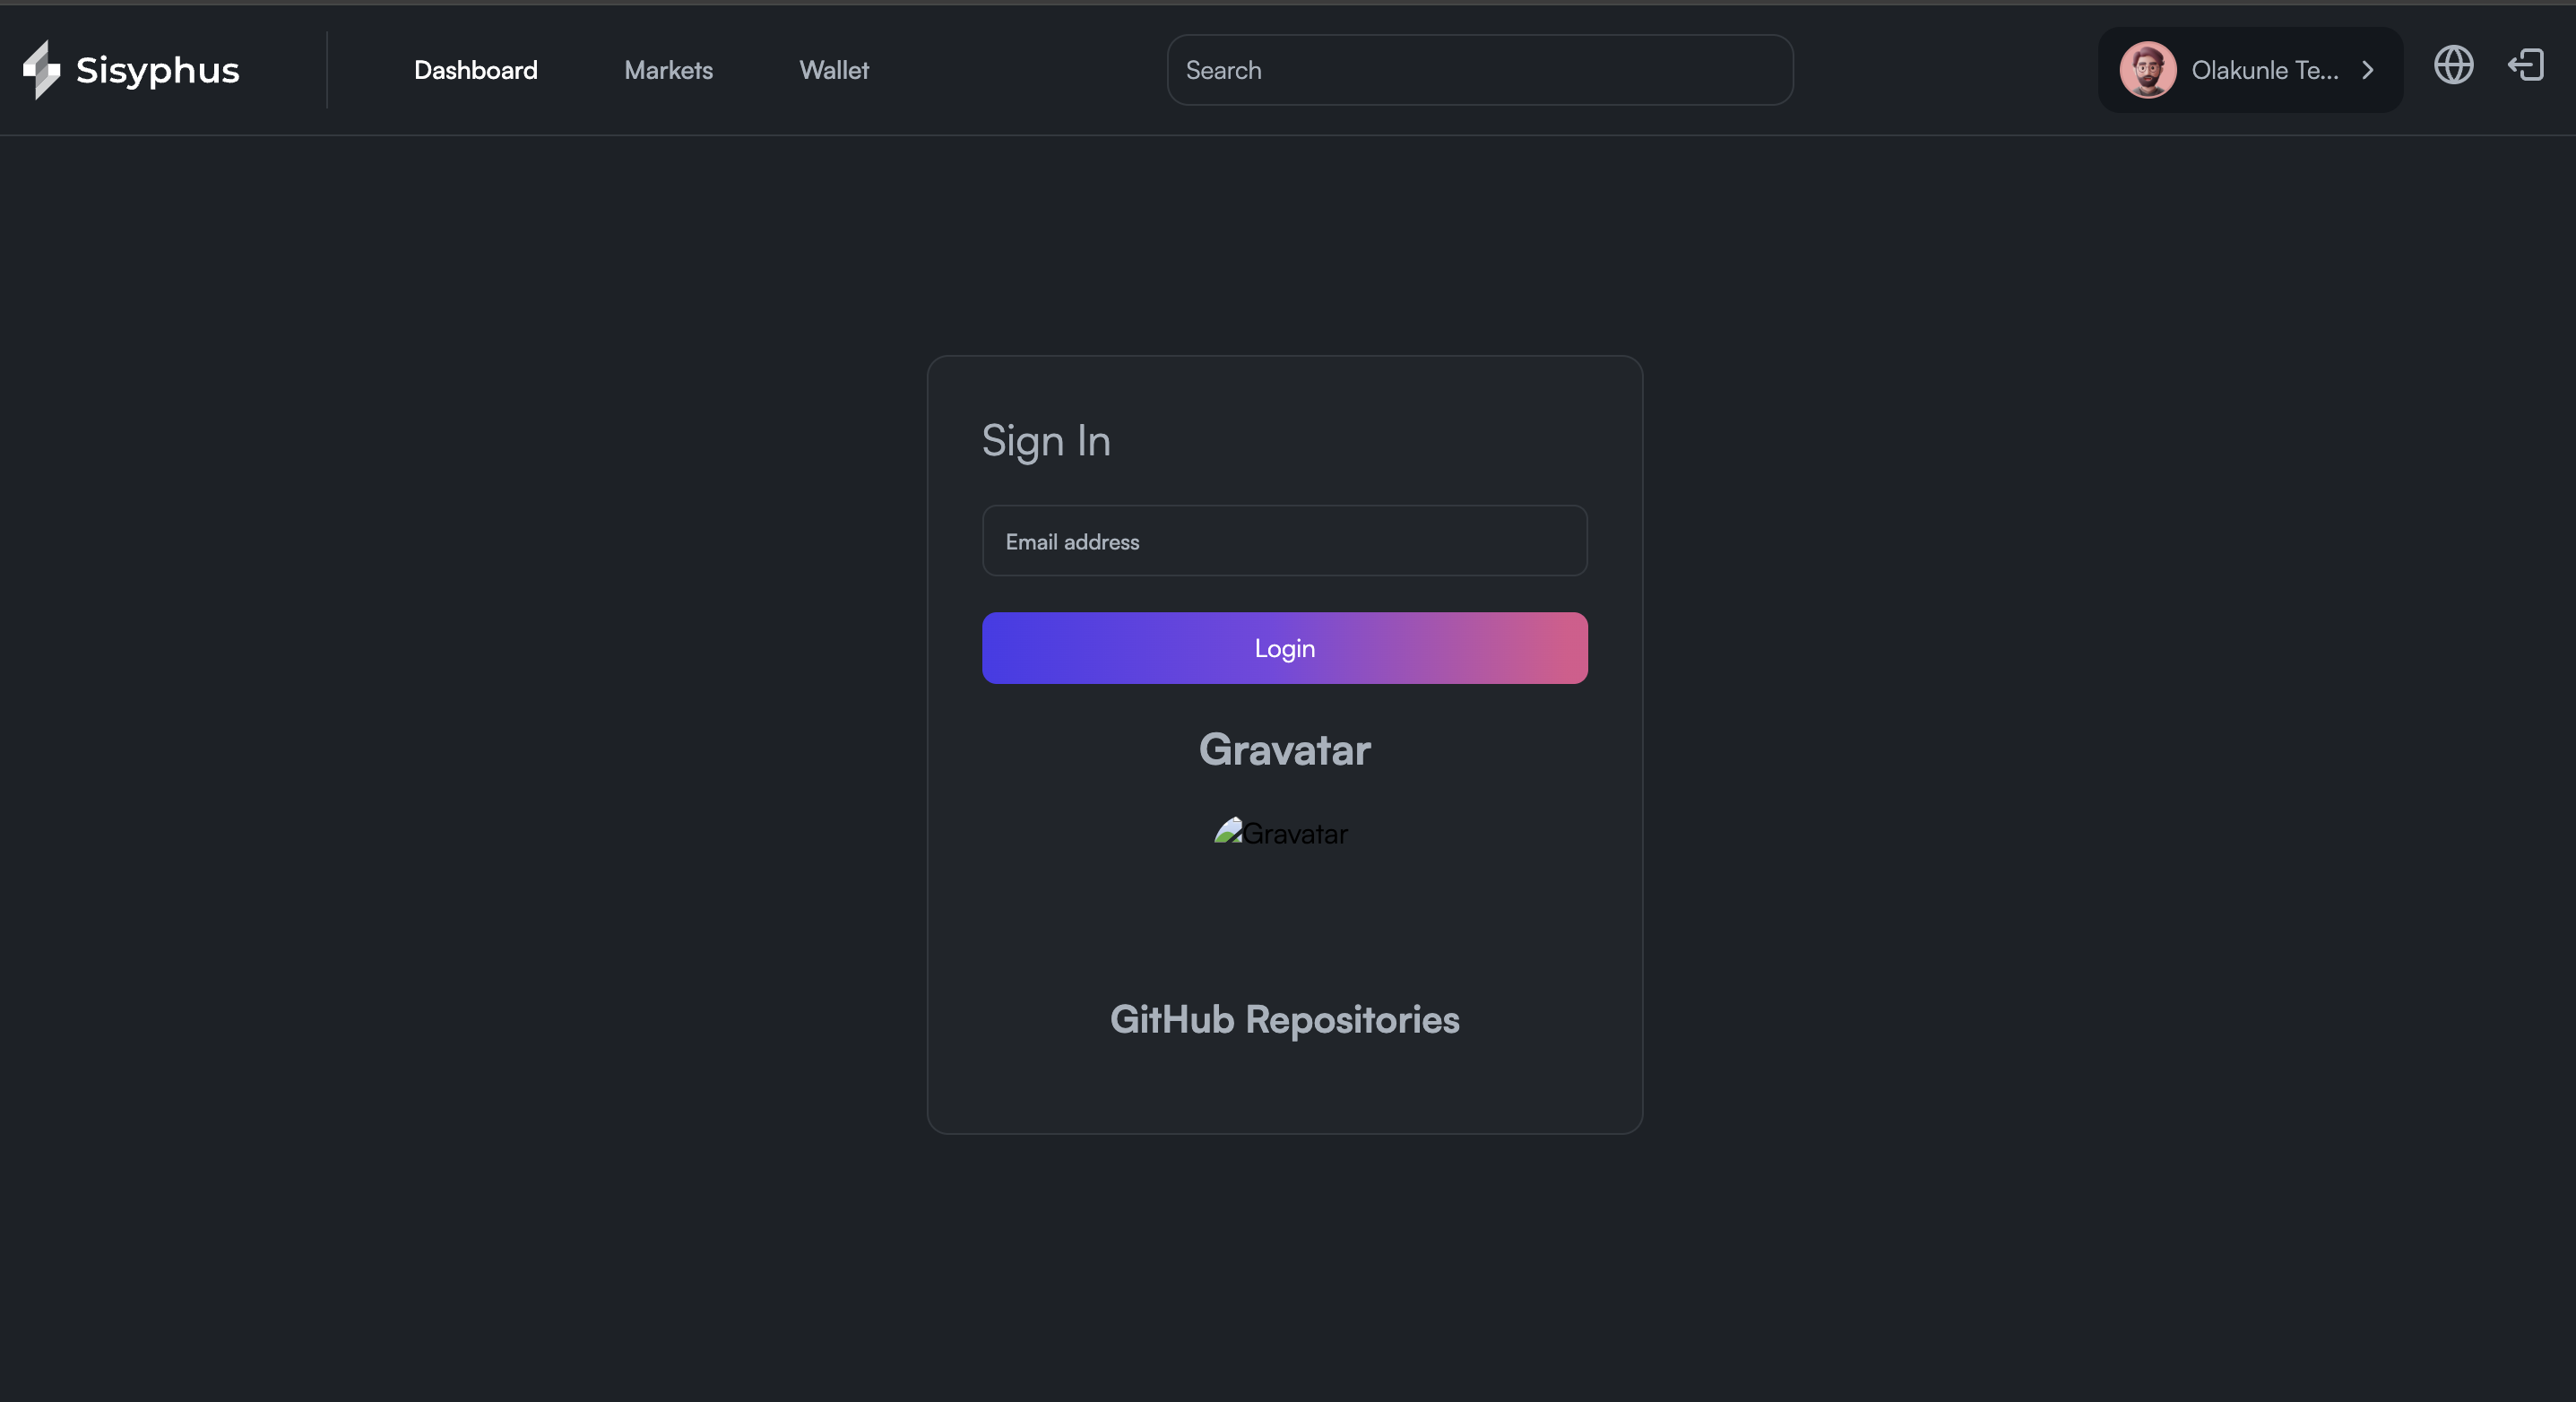 Sisyphus
Dashboard
Markets
Wallet
Search
Olakunle Te...
Sign In
Email address
Login
Gravatar
Gravatar
GitHub Repositories